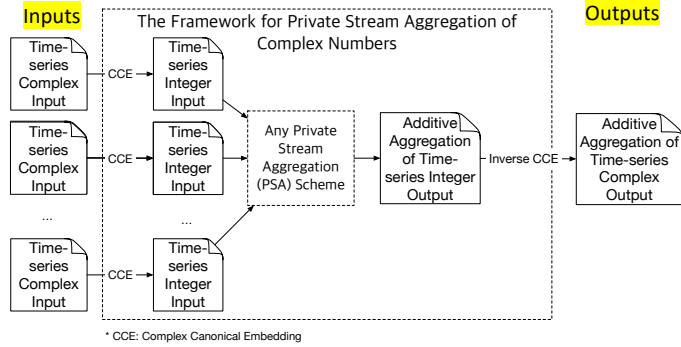 Inputs
The Framework for Private Stream Aggregation of
Complex Numbers
Outputs
Time-
series
Complex
Input
CCE
Time-
series
Integer
Input
Time-
series
Complex
Input
CCE
Time-
series
Integer
Input
...
...
Time-
series
Complex
Input
CCE
Time-
series
Integer
Input
Any Private
Stream
Aggregation
(PSA) Scheme
Additive
Aggregation
of Time-
series Integer
Output
Inverse CCE
Additive
Aggregation of
Time-series
Complex
Output
* CCE: Complex Canonical Embedding